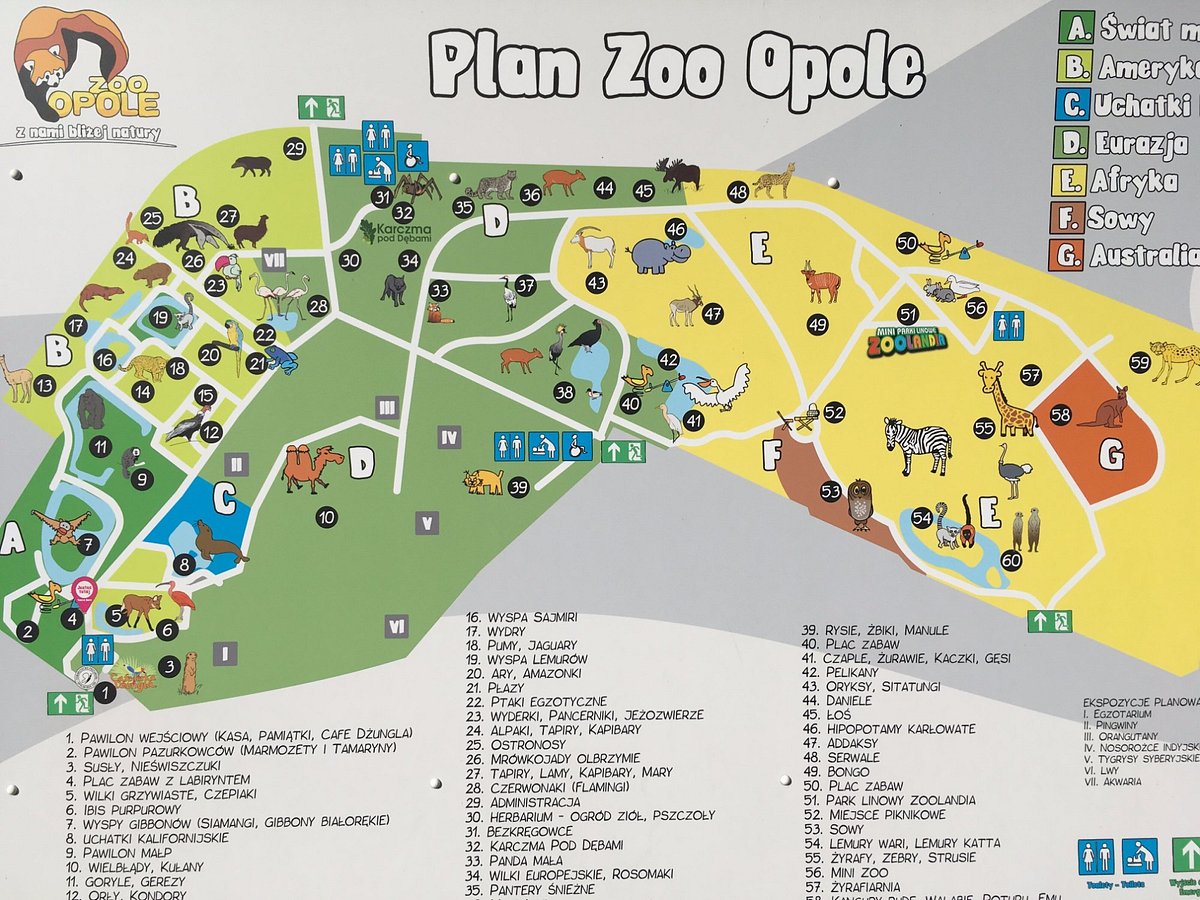 Plan Zoo Opole
ZOO
OPOLE
z nami bliżej natury
A. Świat m
B. Ameryk
C. Uchatki
D. Eurazja
E. Afryka
F. Sowy
G. Australia
Karczma
pod Dębami
MINI PARKI LINOWE
ZOOLANDIA
Jesteś
tutaj
A
B
B
C
D
D
E
E
F
G
I
II
III
IV
V
VI
VII
1
2
3
4
5
6
7
8
9
10
11
12
13
14
15
16
17
18
19
20
21
22
23
24
25
26
27
28
29
30
31
32
33
34
35
36
37
38
39
40
41
42
43
44
45
46
47
48
49
50
51
52
53
54
55
56
57
58
59
60
1. PAWILON WEJŚCIOWY (KASA, PAMIĄTKI, CAFE DŻUNGLA)
2. PAWILON PAZURKOWCÓW (MARMOZETY I TAMARYNY)
3. SUSŁY, NIEŚWISZCZUKI
4. PLAC ZABAW Z LABIRYNTEM
5. WILKI GRZYWIASTE, CZEPIAKI
6. IBIS PURPUROWY
7. WYSPY GIBBONÓW (SIAMANGI, GIBBONY BIAŁORĘKIE)
8. UCHATKI KALIFORNIJSKIE
9. PAWILON MAŁP
10. WIELBŁĄDY, KUŁANY
11. GORYLE, GEREZY
12. ORŁY, KONDORY
16. WYSPA SAJMIRI
17. WYDRY
18. PUMY, JAGUARY
19. WYSPA LEMURÓW
20. ARY, AMAZONKI
21. PŁAZY
22. PTAKI EGZOTYCZNE
23. WYDERKI, PANCERNIKI, JEŻOZWIERZE
24. ALPAKI, TAPIRY, KAPIBARY
25. OSTRONOSY
26. MRÓWKOJADY OLBRZYMIE
27. TAPIRY, LAMY, KAPIBARY, MARY
28. CZERWONAKI (FLAMINGI)
29. ADMINISTRACJA
30. HERBARIUM - OGRÓD ZIÓŁ, PSZCZOŁY
31. BEZKRĘGOWCE
32. KARCZMA POD DĘBAMI
33. PANDA MAŁA
34. WILKI EUROPEJSKIE, ROSOMAKI
35. PANTERY ŚNIEŻNE
39. RYSIE, ŻBIKI, MANULE
40. PLAC ZABAW
41. CZAPLE, ŻURAWIE, KACZKI, GĘSI
42. PELIKANY
43. ORYKSY, SITATUNGI
44. DANIELE
45. ŁOŚ
46. HIPOPOTAMY KARŁOWATE
47. ADDAKSY
48. SERWALE
49. BONGO
50. PLAC ZABAW
51. PARK LINOWY ZOOLANDIA
52. MIEJSCE PIKNIKOWE
53. SOWY
54. LEMURY WARI, LEMURY KATTA
55. ŻYRAFY, ZEBRY, STRUSIE
56. MINI ZOO
57. ŻYRAFIARNIA
58. KANGURY RUDE, WALABIE, POTURU, EMU
EKSPOZYCJE PLANOWA
I. EGZOTARIUM
II. PINGWINY
III. ORANGUTANY
IV. NOSOROŻCE INDYJSKI
V. TYGRYSY SYBERYJSKIE
VI. LWY
VII. AKWARIA
Toalety - Toilets